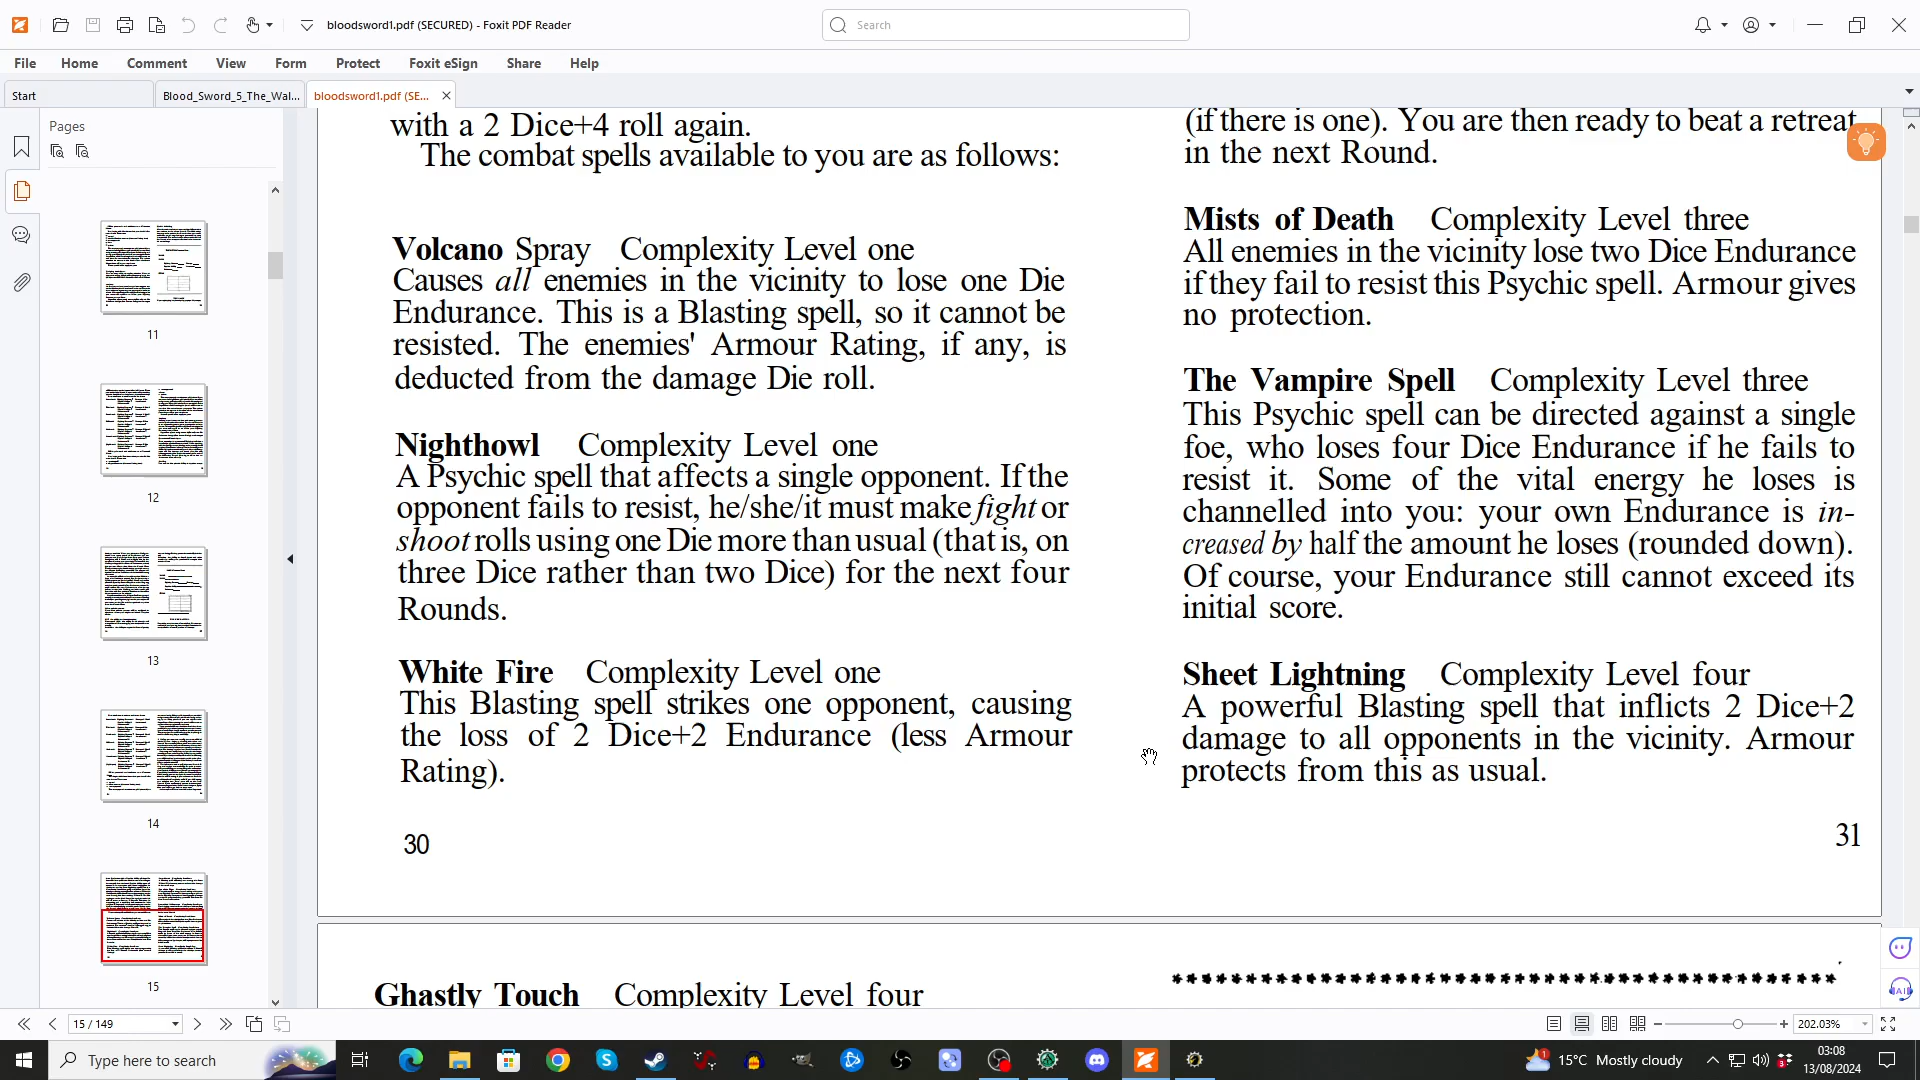 bloodsword1.pdf (SECURED) - Foxit PDF Reader
Search
File Home Comment View Form Protect Foxit eSign Share Help
Start
Blood_Sword_5_The_Wal...
bloodsword1.pdf (SE...
Pages
11
12
13
14
15
with a 2 Dice+4 roll again.
The combat spells available to you are as follows:
Volcano Spray Complexity Level one
Causes all enemies in the vicinity to lose one Die
Endurance. This is a Blasting spell, so it cannot be
resisted. The enemies' Armour Rating, if any, is
deducted from the damage Die roll.
Nighthowl Complexity Level one
A Psychic spell that affects a single opponent. If the
opponent fails to resist, he/she/it must make fight or
shoot rolls using one Die more than usual (that is, on
three Dice rather than two Dice) for the next four
Rounds.
White Fire Complexity Level one
This Blasting spell strikes one opponent, causing
the loss of 2 Dice+2 Endurance (less Armour
Rating).
30
(if there is one). You are then ready to beat a retreat
in the next Round.
Mists of Death Complexity Level three
All enemies in the vicinity lose two Dice Endurance
if they fail to resist this Psychic spell. Armour gives
no protection.
The Vampire Spell Complexity Level three
This Psychic spell can be directed against a single
foe, who loses four Dice Endurance if he fails to
resist it. Some of the vital energy he loses is
channelled into you: your own Endurance is in-
creased by half the amount he loses (rounded down).
Of course, your Endurance still cannot exceed its
initial score.
Sheet Lightning Complexity Level four
A powerful Blasting spell that inflicts 2 Dice+2
damage to all opponents in the vicinity. Armour
protects from this as usual.
31
Ghastly Touch Complexity Level four
15 / 149
202.03%
Type here to search
15°C Mostly cloudy
03:08
13/08/2024